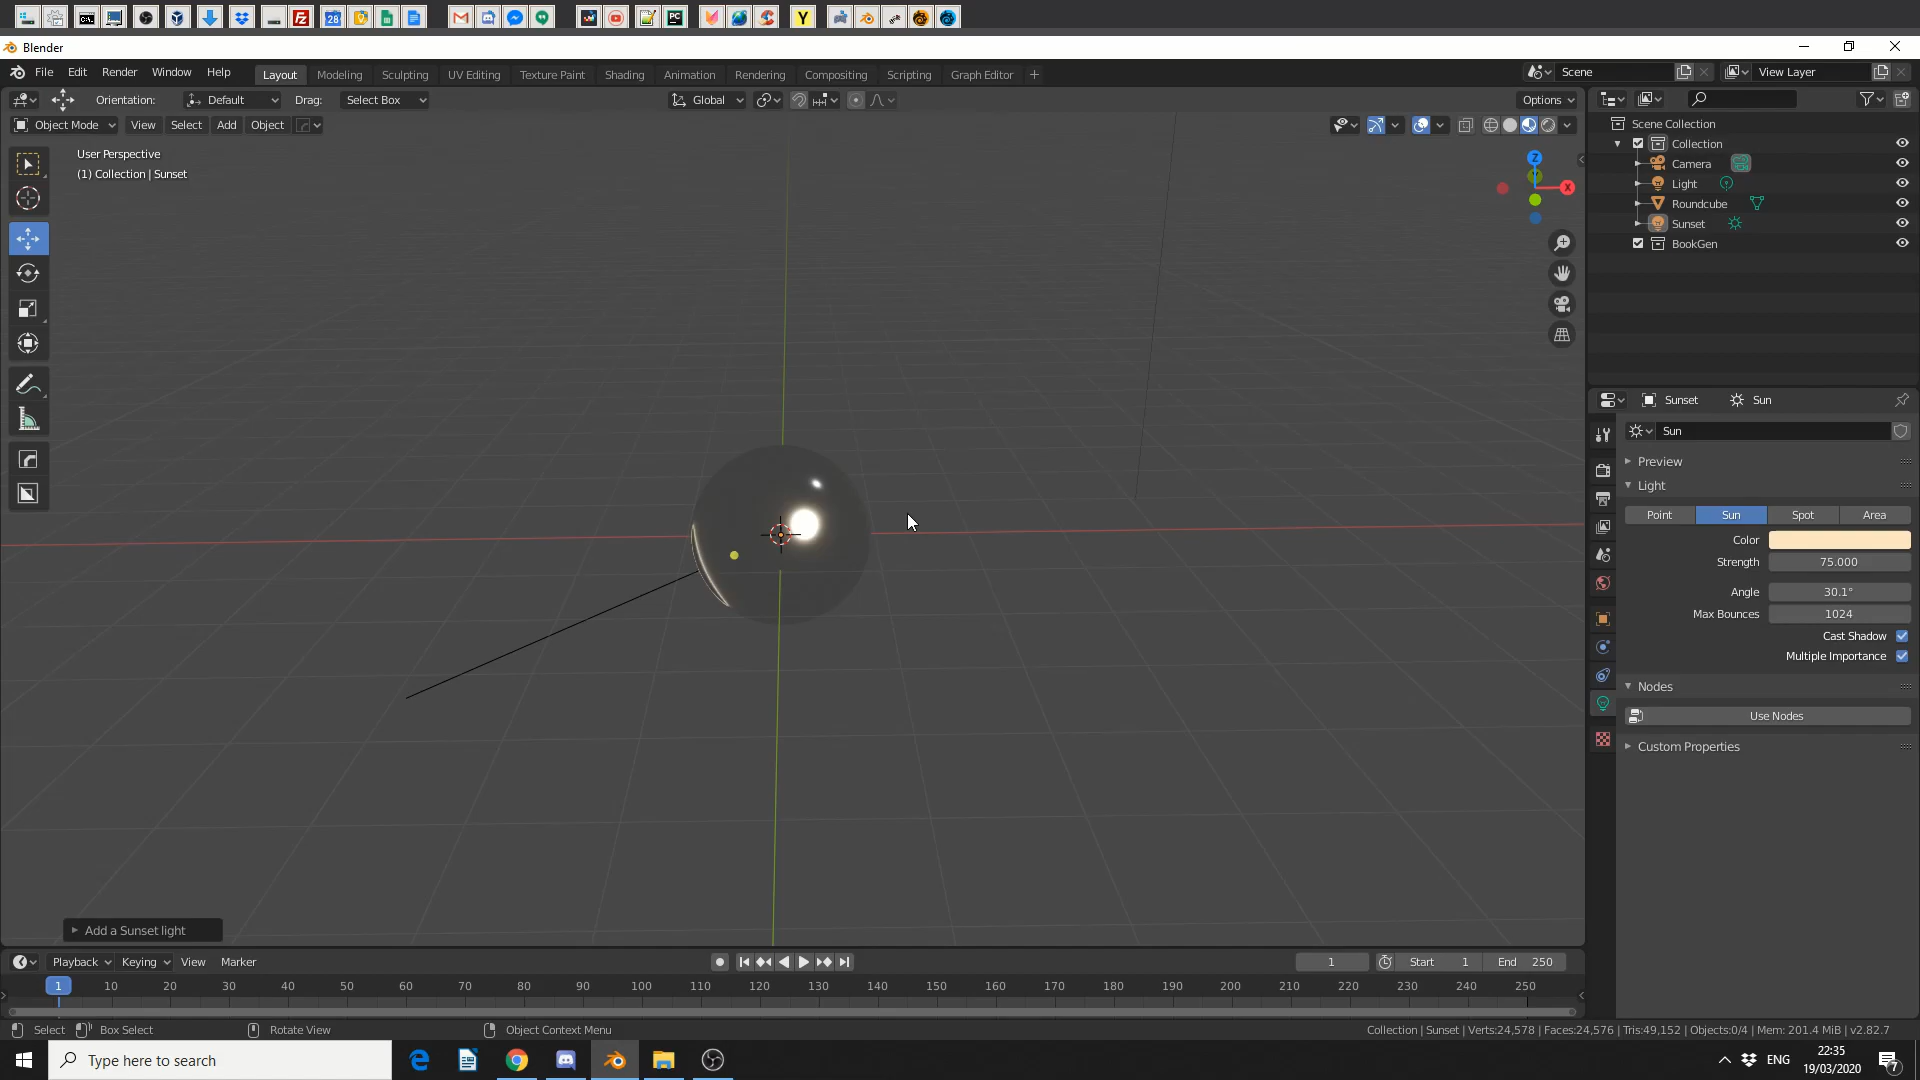 28
Y
Blender
File Edit Render Window Help Layout Modeling Sculpting UV Editing Texture Paint Shading Animation Rendering Compositing Scripting Graph Editor + Scene View Layer
Orientation: Default Drag: Select Box Global Options
Object Mode View Select Add Object
User Perspective
(1) Collection | Sunset
Z
Y
X
Scene Collection
Collection
Camera
Light
Roundcube
Sunset
BookGen
Sunset Sun
Sun
Preview
Light
Point Sun Spot Area
Color
Strength 75.000
Angle 30.1°
Max Bounces 1024
Cast Shadow
Multiple Importance
Nodes
Use Nodes
Custom Properties
Add a Sunset light
Playback Keying View Marker 1 Start 1 End 250
1 10 20 30 40 50 60 70 80 90 100 110 120 130 140 150 160 170 180 190 200 210 220 230 240 250
Select Box Select Rotate View Object Context Menu Collection | Sunset | Verts:24,578 | Faces:24,576 | Tris:49,152 | Objects:0/4 | Mem: 201.4 MiB | v2.82.7
Type here to search
ENG
22:35
19/03/2020
7